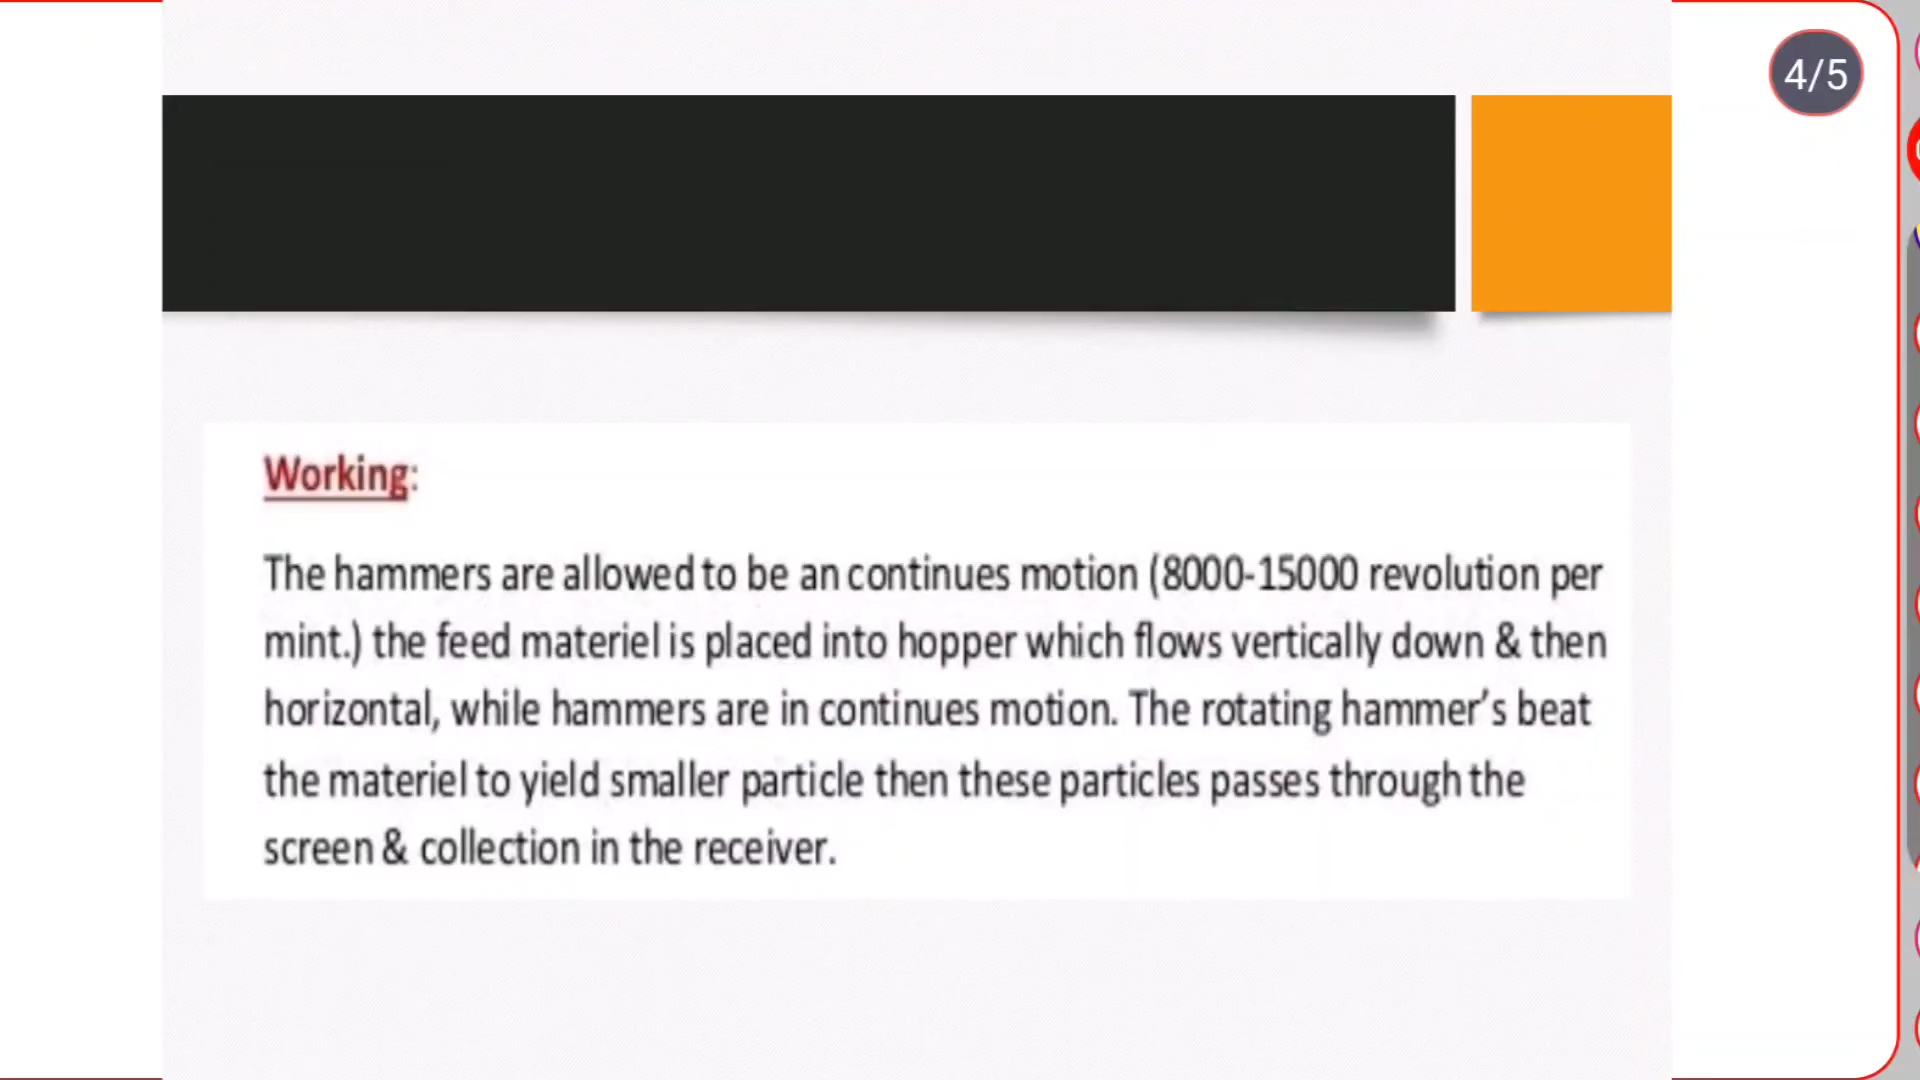 4/5
Working:
The hammers are allowed to be an continues motion (8000-15000 revolution per
mint.) the feed materiel is placed into hopper which flows vertically down & then
horizontal, while hammers are in continues motion. The rotating hammer’s beat
the materiel to yield smaller particle then these particles passes through the
screen & collection in the receiver.